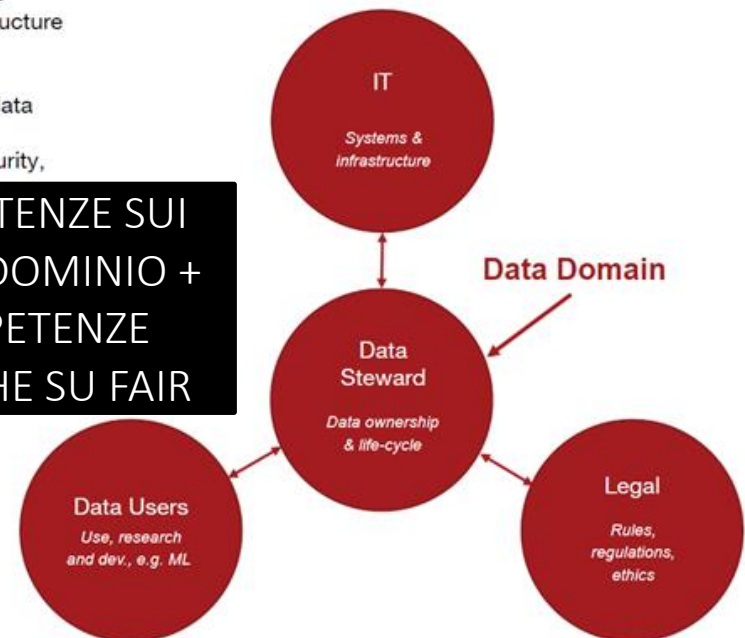 ucture
ata
urity,
TENZE SUI
DOMINIO +
PETENZE
HE SU FAIR
IT
Systems &
infrastructure
Data Domain
Data
Steward
Data ownership
& life-cycle
Data Users
Use, research
and dev., e.g. ML
Legal
Rules,
regulations,
ethics